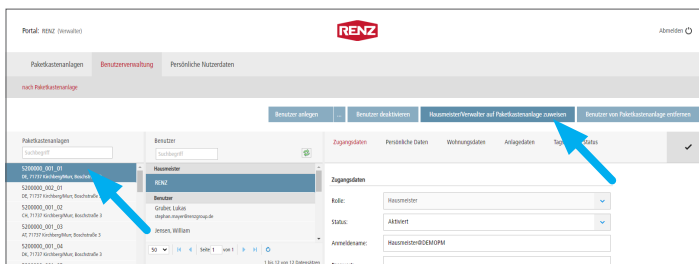 Portal: RENZ (Verwalter)
RENZ
Abmelden
Paketkastenanlagen Benutzerverwaltung Persönliche Nutzerdaten
nach Paketkastenanlage
Benutzer anlegen ... Benutzer deaktivieren Hausmeister/Verwalter auf Paketkastenanlage zuweisen Benutzer von Paketkastenanlage entfernen
Paketkastenanlagen
Suchbegriff
5200000_001_01
DE, 71737 Kirchberg/Murr, Boschstraße 3
5200000_002_01
DE, 71737 Kirchberg/Murr, Boschstraße
5200000_001_02
CH, 71737 Kirchberg/Murr, Boschstraße 3
5200000_001_03
AT, 71737 Kirchberg/Murr, Boschstraße 3
5200000_001_04
DK, 71737 Kirchberg/Murr, Boschstraße 3
Benutzer
Suchbegriff
Hausmeister
RENZ
Benutzer
Gruber, Lukas
stephan.mayer@renzgroup.de
Jensen, William
50 Seite 1 von 1
1 bis 12 von 12 Datensätzen
Zugangsdaten Persönliche Daten Wohnungsdaten Anlagedaten Status
Zugangsdaten
Rolle: Hausmeister
Status: Aktiviert
Anmeldename: Hausmeister@DEMOPM